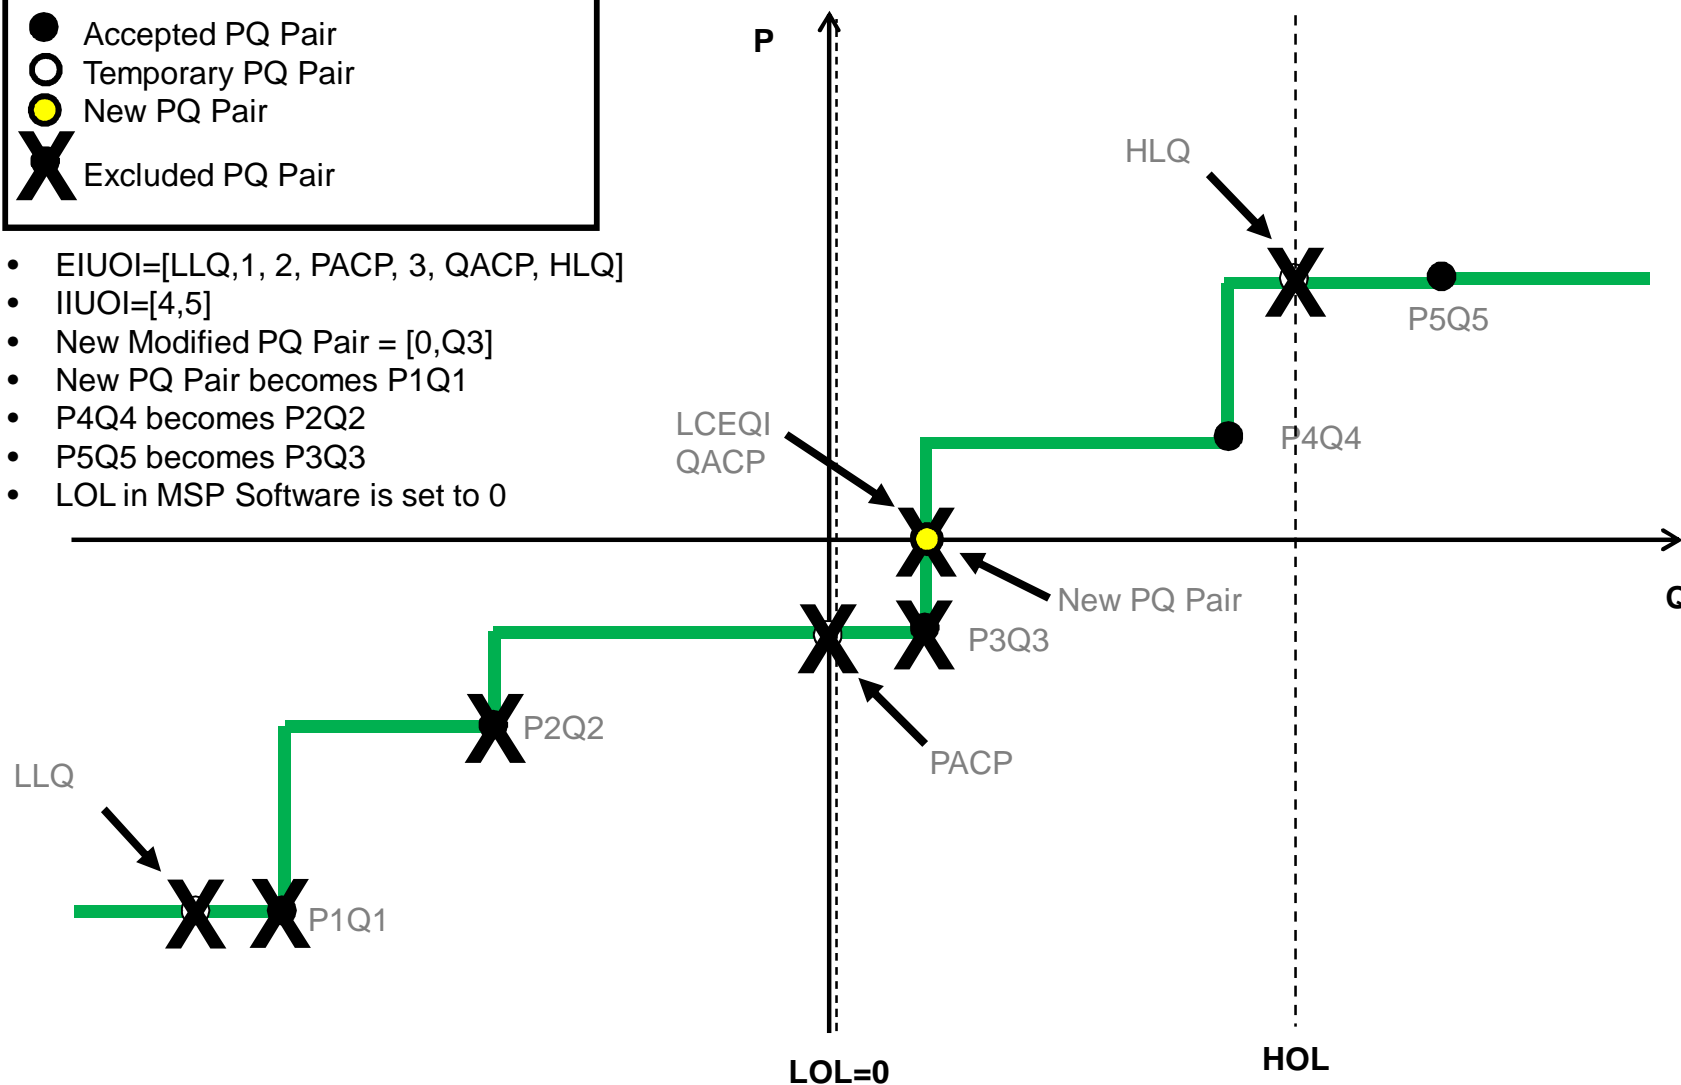 Accepted PQ Pair
Temporary PQ Pair
New PQ Pair
Excluded PQ Pair
• EIUOI=[LLQ,1, 2, PACP, 3, QACP, HLQ]
• IIUOI=[4,5]
• New Modified PQ Pair = [0,Q3]
• New PQ Pair becomes P1Q1
• P4Q4 becomes P2Q2
• P5Q5 becomes P3Q3
• LOL in MSP Software is set to 0
P
HLQ
P5Q5
LCEQI
QACP
P4Q4
New PQ Pair
Q
P3Q3
P2Q2
PACP
LLQ
P1Q1
LOL=0
HOL